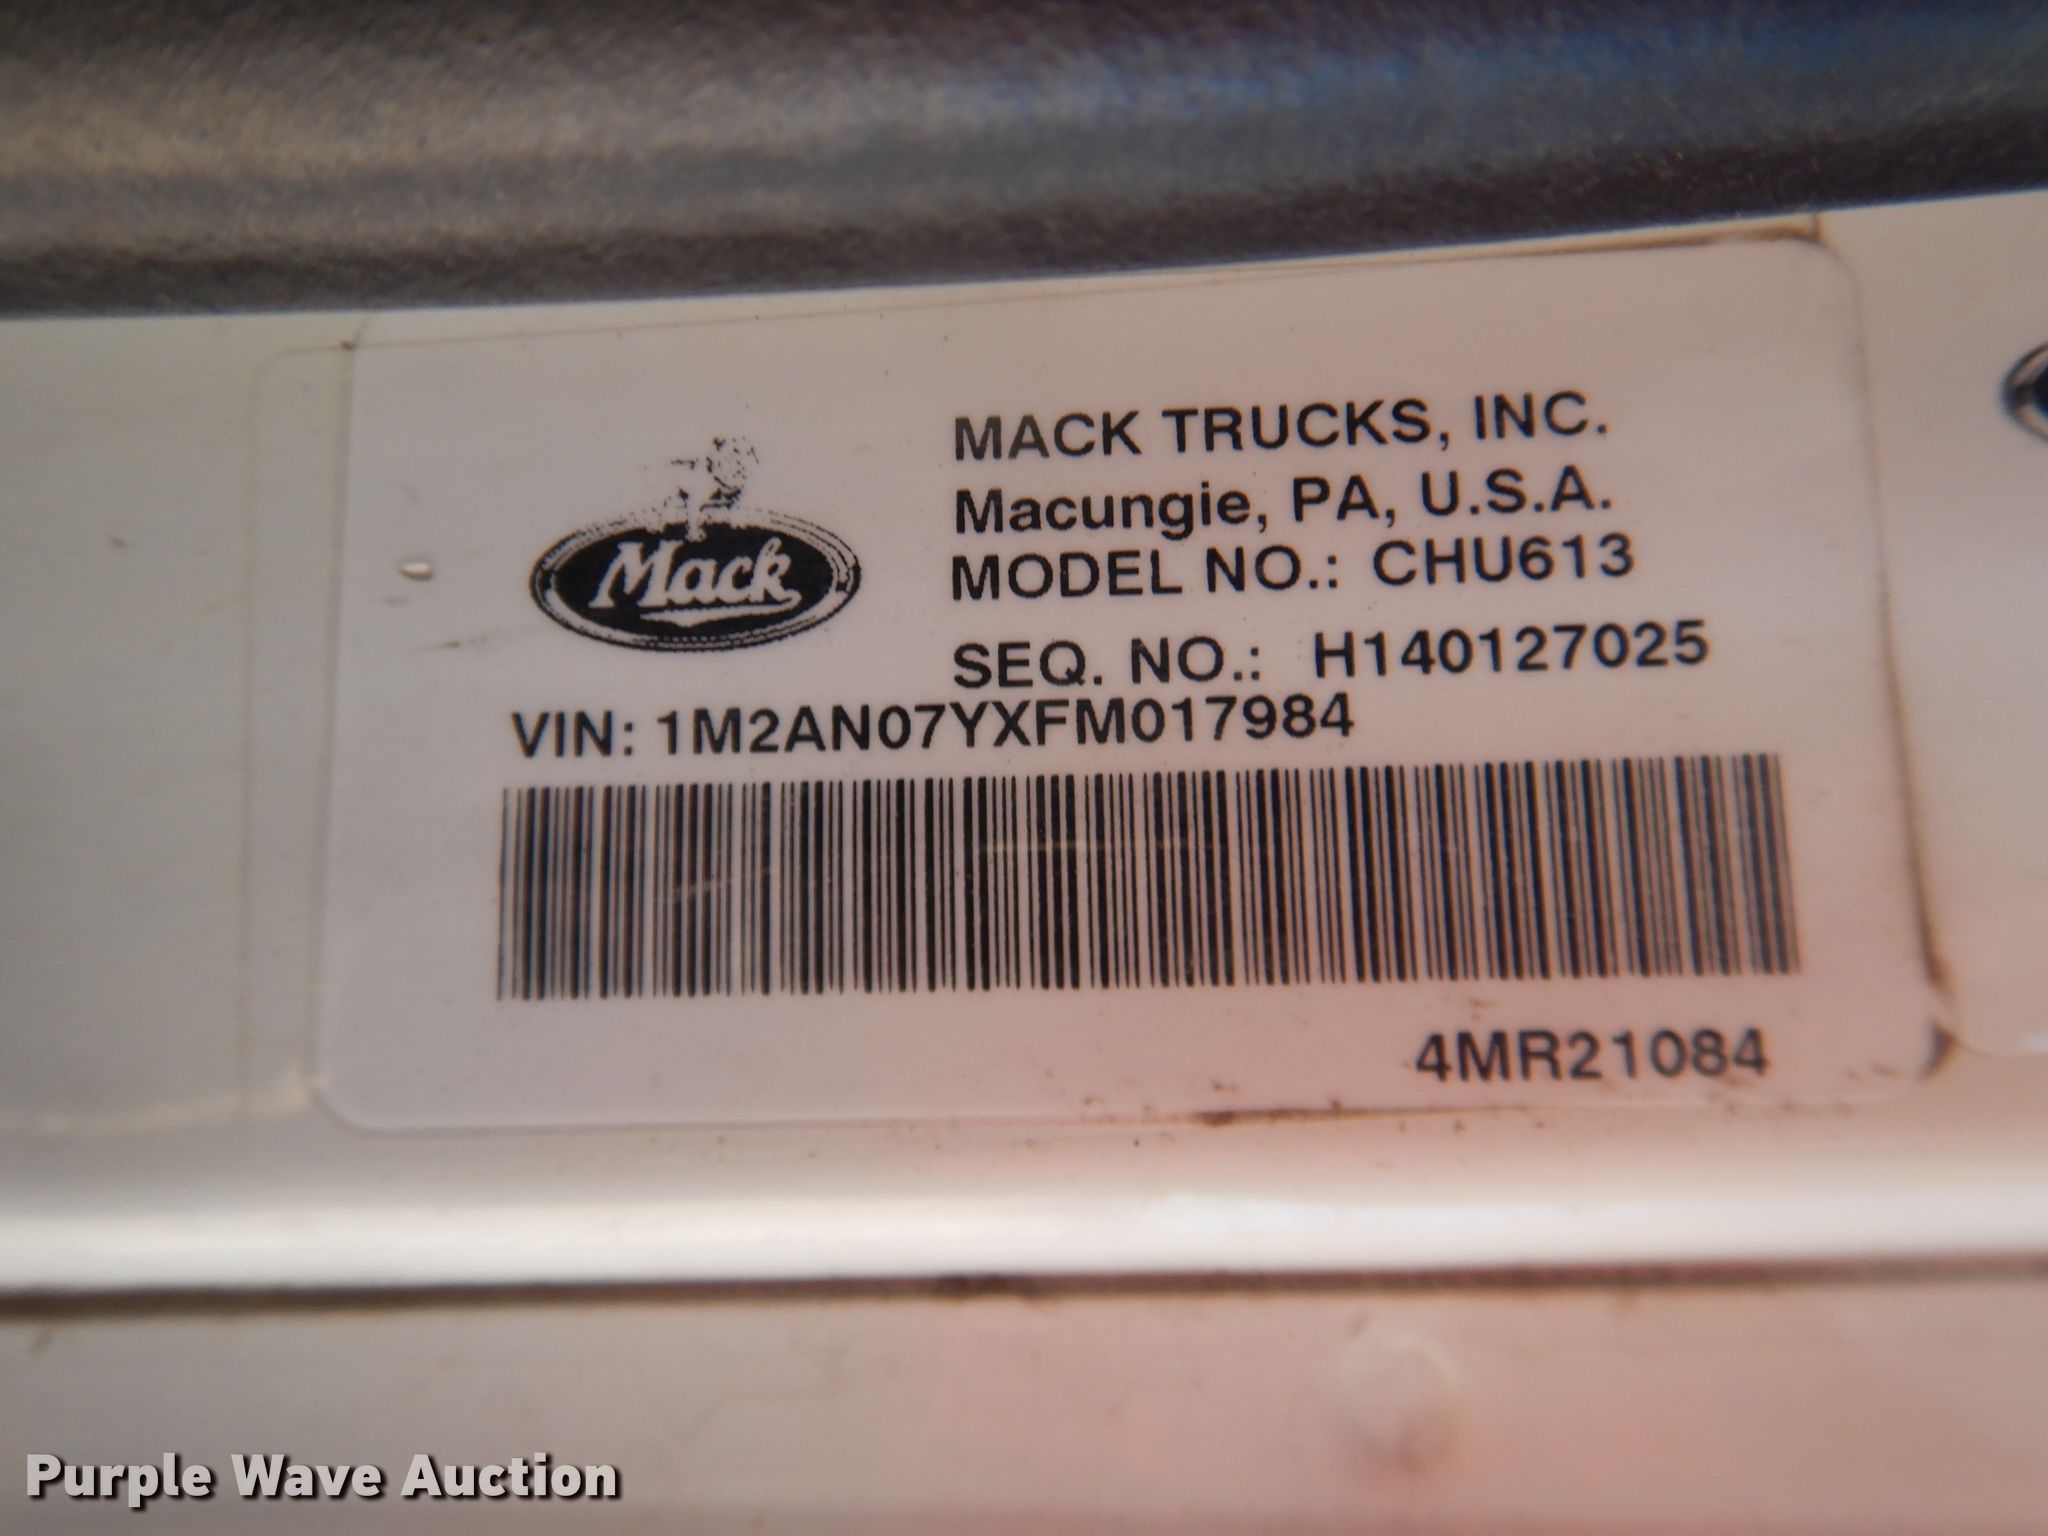 MACK TRUCKS, INC.
Macungie, PA, U.S.A.
MODEL NO.: CHU613
Mack
SEQ. NO.: H140127025
VIN: 1M2AN07YXFM017984
4MR21084
Purple Wave Auction